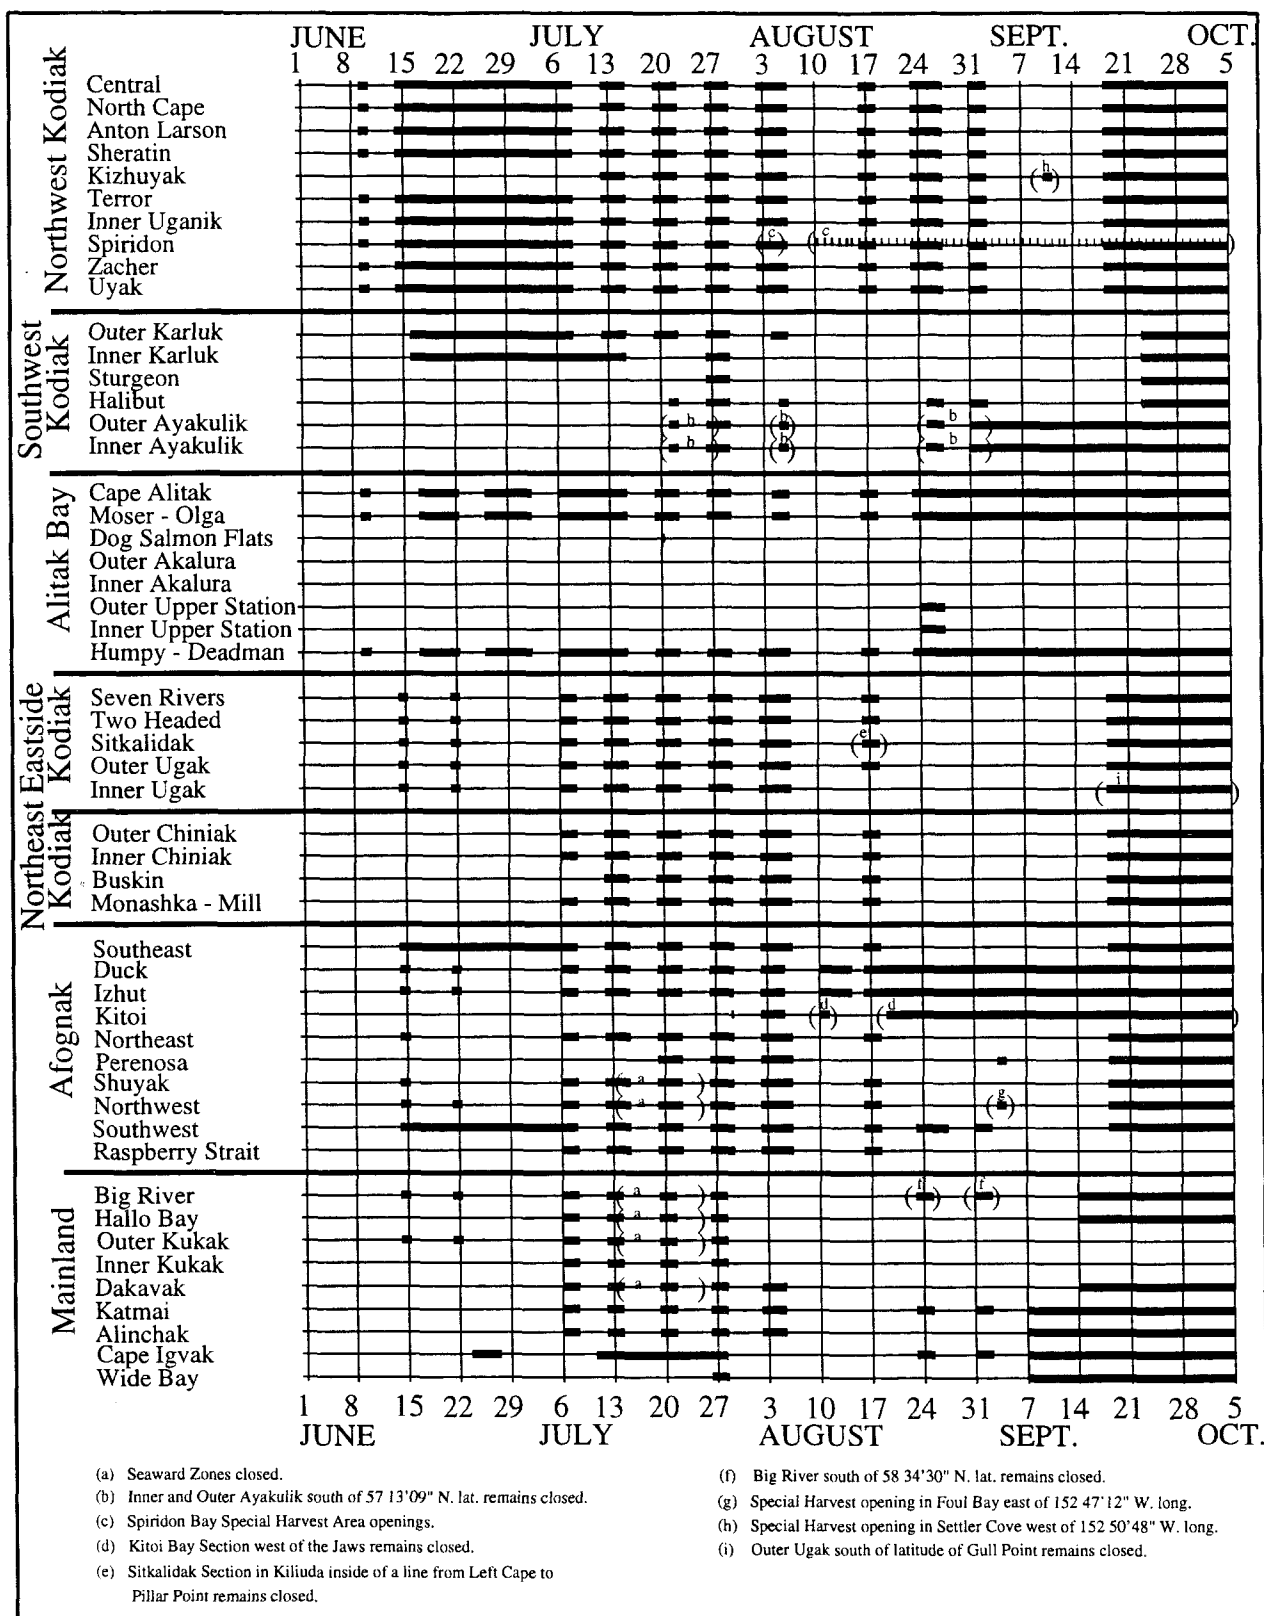 JUNE JULY AUGUST SEPT. OCT.
1 8 15 22 29 6 13 20 27 3 10 17 24 31 7 14 21 28 5
Northwest Kodiak
Central
North Cape
Anton Larson
Sheratin
Kizhuyak
(h)
Terror
Inner Uganik
Spiridon
(c) (c )
Zacher
Uyak
Southwest
Kodiak
Outer Karluk
Inner Karluk
Sturgeon
Halibut
Outer Ayakulik
( b ) (b) ( b )
Inner Ayakulik
( b ) (b) ( b )
Alitak Bay
Cape Alitak
Moser - Olga
Dog Salmon Flats
Outer Akalura
Inner Akalura
Outer Upper Station
Inner Upper Station
Humpy - Deadman
Eastside
Kodiak
Seven Rivers
Two Headed
Sitkalidak
(e)
Outer Ugak
Inner Ugak
( i )
Northeast
Kodiak
Outer Chiniak
Inner Chiniak
Buskin
Monashka - Mill
Afognak
Southeast
Duck
Izhut
Kitoi
(d) (d )
Northeast
Perenosa
Shuyak
( a )
Northwest
( a ) (g)
Southwest
Raspberry Strait
Mainland
Big River
( a ) (f) (f)
Hallo Bay
( a )
Outer Kukak
( a )
Inner Kukak
Dakavak
( a )
Katmai
Alinchak
Cape Igvak
Wide Bay
1 8 15 22 29 6 13 20 27 3 10 17 24 31 7 14 21 28 5
JUNE JULY AUGUST SEPT. OCT.
(a) Seaward Zones closed.
(b) Inner and Outer Ayakulik south of 57 13'09" N. lat. remains closed.
(c) Spiridon Bay Special Harvest Area openings.
(d) Kitoi Bay Section west of the Jaws remains closed.
(e) Sitkalidak Section in Kiliuda inside of a line from Left Cape to
Pillar Point remains closed.
(f) Big River south of 58 34'30" N. lat. remains closed.
(g) Special Harvest opening in Foul Bay east of 152 47'12" W. long.
(h) Special Harvest opening in Settler Cove west of 152 50'48" W. long.
(i) Outer Ugak south of latitude of Gull Point remains closed.